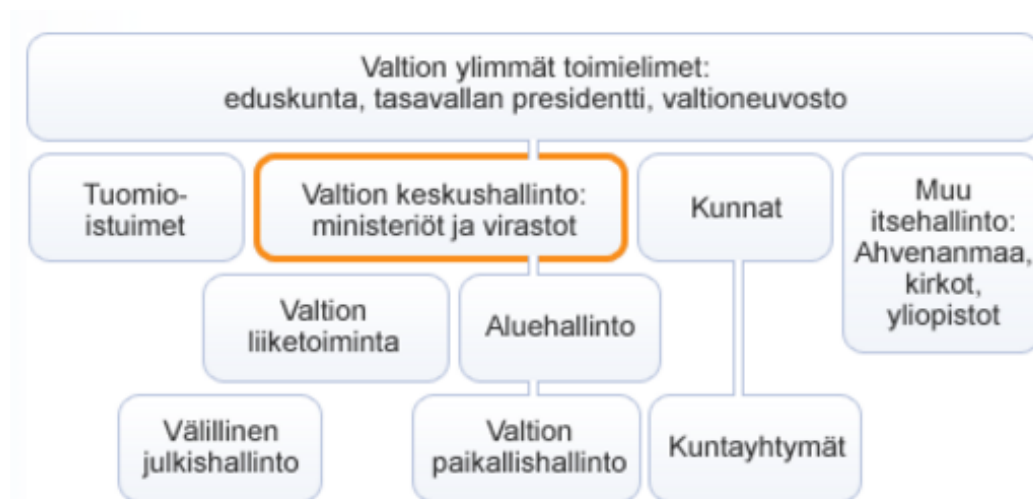 Valtion ylimmät toimielimet:
eduskunta, tasavallan presidentti, valtioneuvosto
Tuomio-
istuimet
Valtion keskushallinto:
ministeriöt ja virastot
Kunnat
Muu
itsehallinto:
Ahvenanmaa,
kirkot,
yliopistot
Valtion
liiketoiminta
Aluehallinto
Välillinen
julkishallinto
Valtion
paikallishallinto
Kuntayhtymät